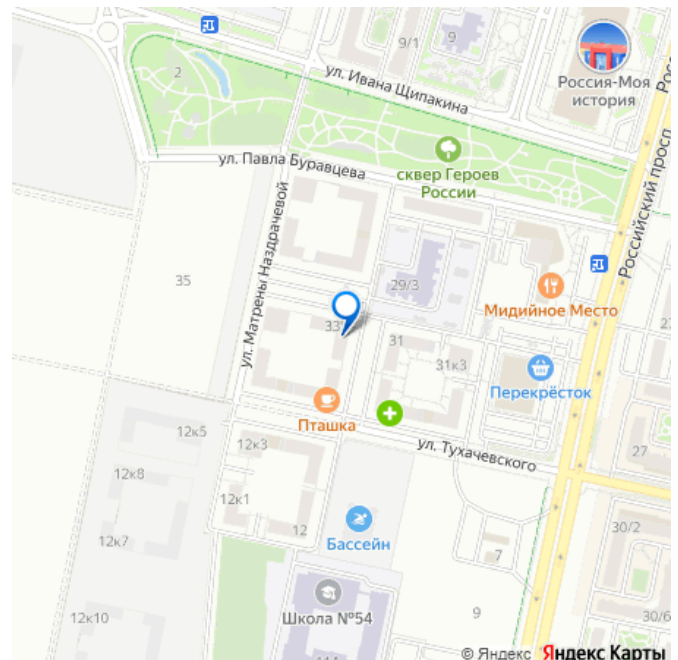 9/1
9
2
ул. Ивана Щипакина
Россия-Моя
история
ул. Павла Буравцева
сквер Героев
России
Российский просп
ул. Матрены Наздрачевой
35
29/3
Мидийное Место
33
31
31к3
Перекрёсток
Пташка
ул. Тухачевского
12к5
12к3
27
12к8
12к1
12
Бассейн
30/2
12к7
7
Школа №54
12к10
9
30/6
© Яндекс Яндекс Карты